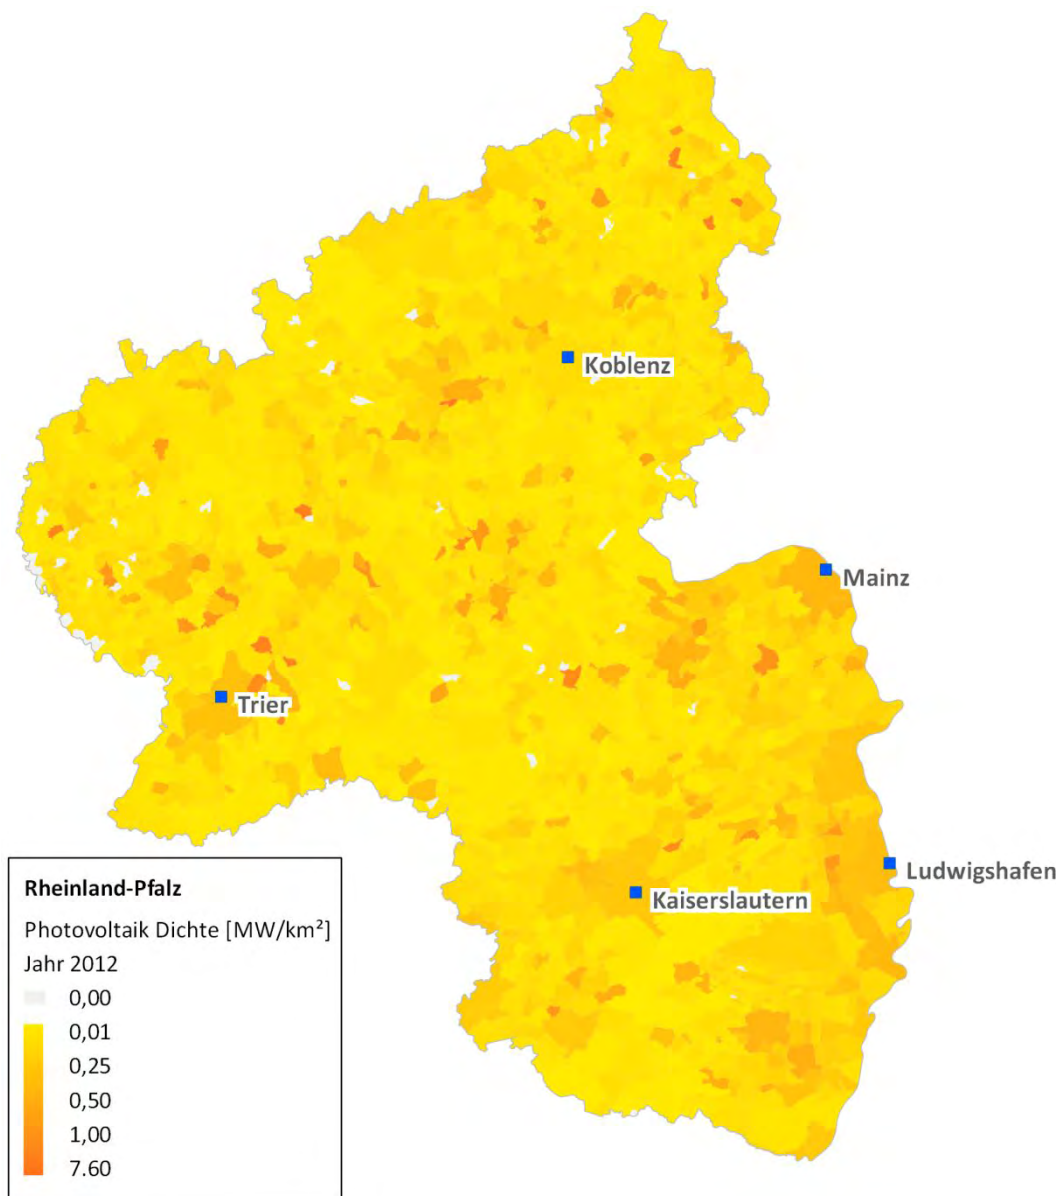 Koblenz
Mainz
Trier
Ludwigshafen
Kaiserslautern
Rheinland-Pfalz
Photovoltaik Dichte [MW/km²]
Jahr 2012
0,00
0,01
0,25
0,50
1,00
7.60